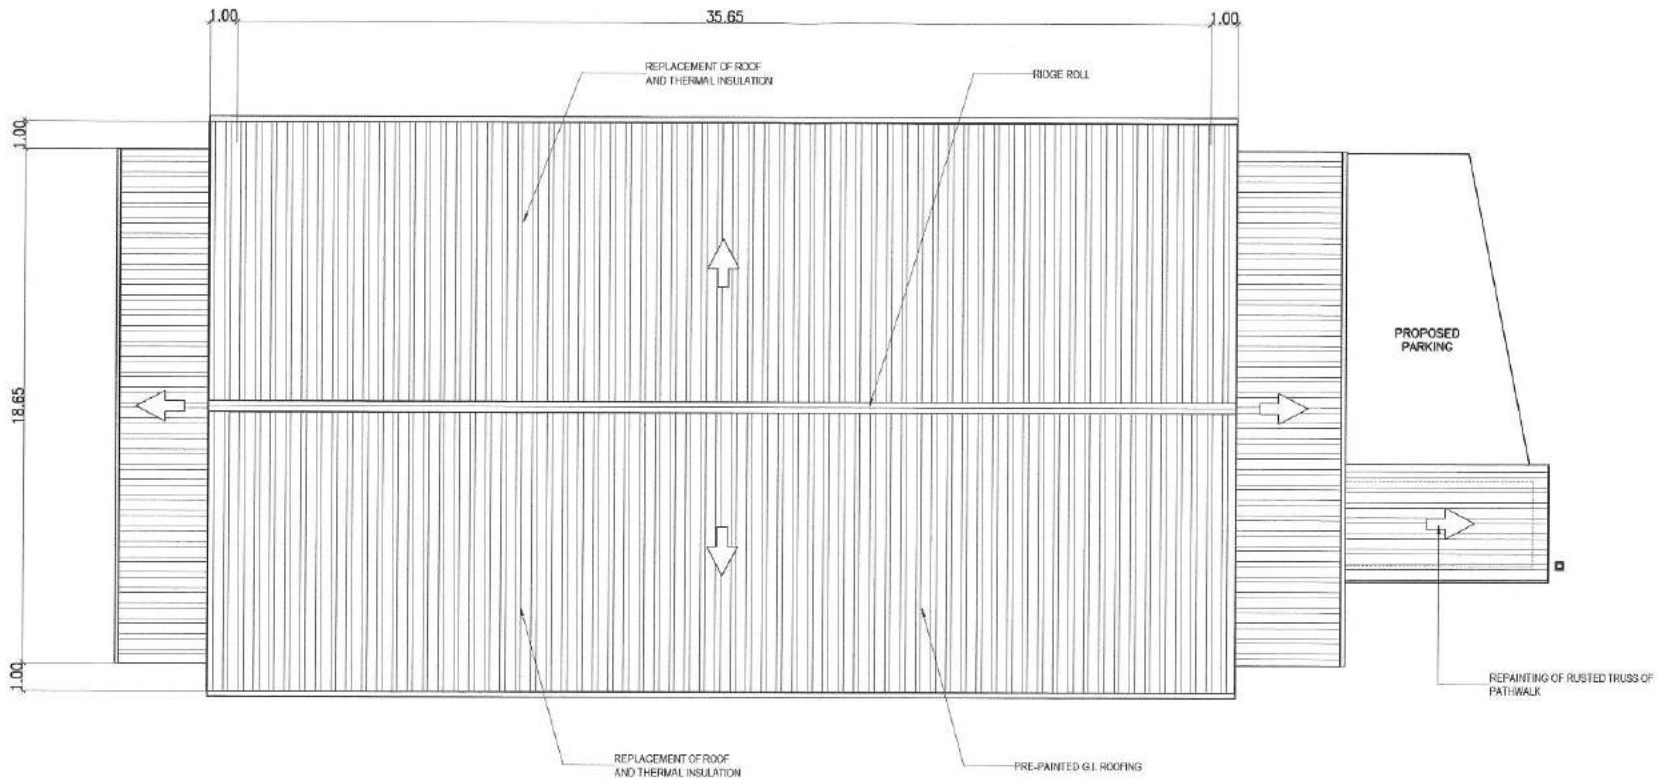 1.00
35.65
1.00
REPLACEMENT OF ROOF
AND THERMAL INSULATION
RIDGE ROLL
1.00
PROPOSED
PARKING
18.65
1.00
REPAINTING OF RUSTED TRUSS OF
PATHWALK
REPLACEMENT OF ROOF
AND THERMAL INSULATION
PRE-PAINTED G.I. ROOFING